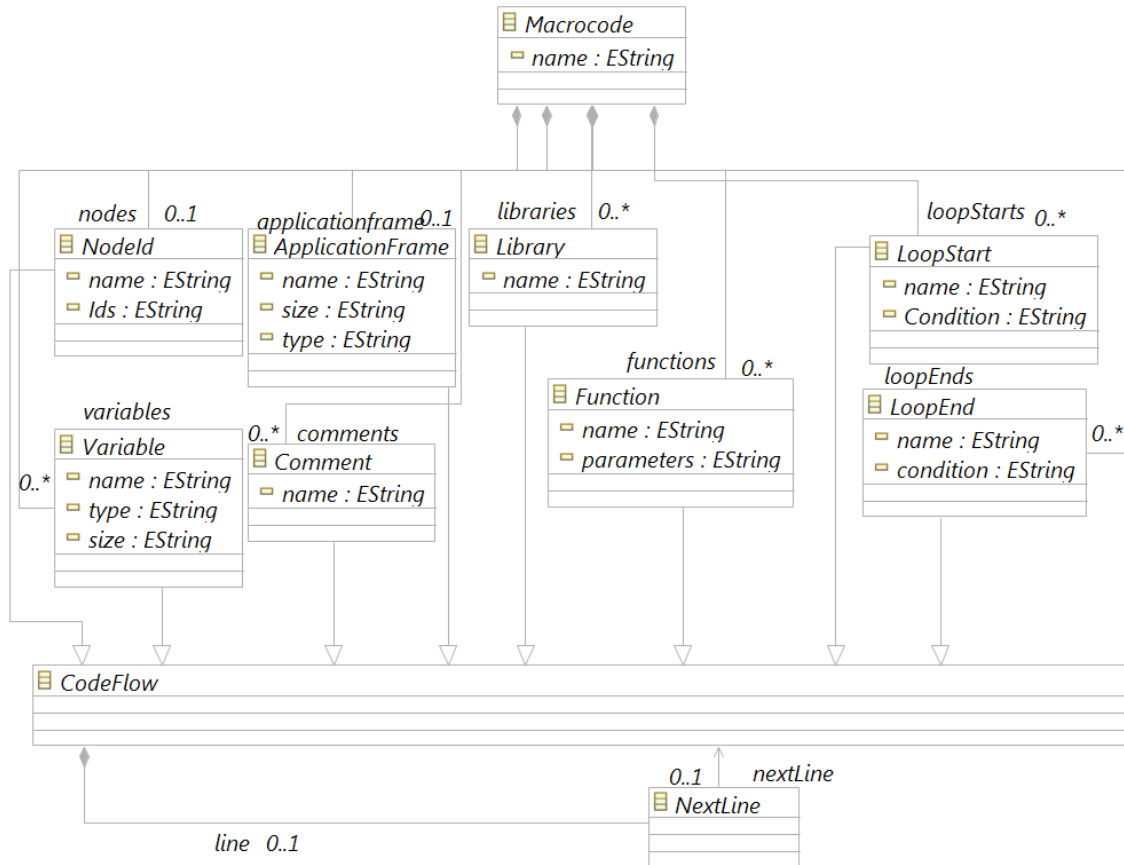 Macrocode
name : EString
nodes 0..1
applicationframe 0..1
libraries 0..*
loopStarts 0..*
NodeId
name : EString
Ids : EString
ApplicationFrame
name : EString
size : EString
type : EString
Library
name : EString
LoopStart
name : EString
Condition : EString
variables
0..*
Variable
name : EString
type : EString
size : EString
0..* comments
Comment
name : EString
functions 0..*
Function
name : EString
parameters : EString
loopEnds
0..*
LoopEnd
name : EString
condition : EString
CodeFlow
0..1 nextLine
NextLine
line 0..1